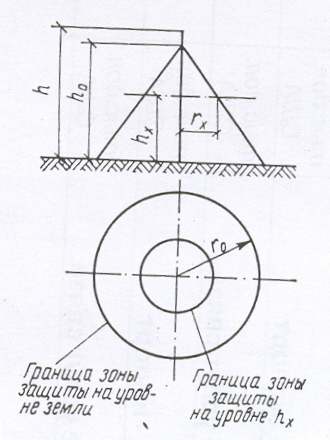 h
h₀
hₓ
rₓ
r₀
Граница зоны
защиты на уров-
не земли
Граница зоны
защиты
на уровне hₓ